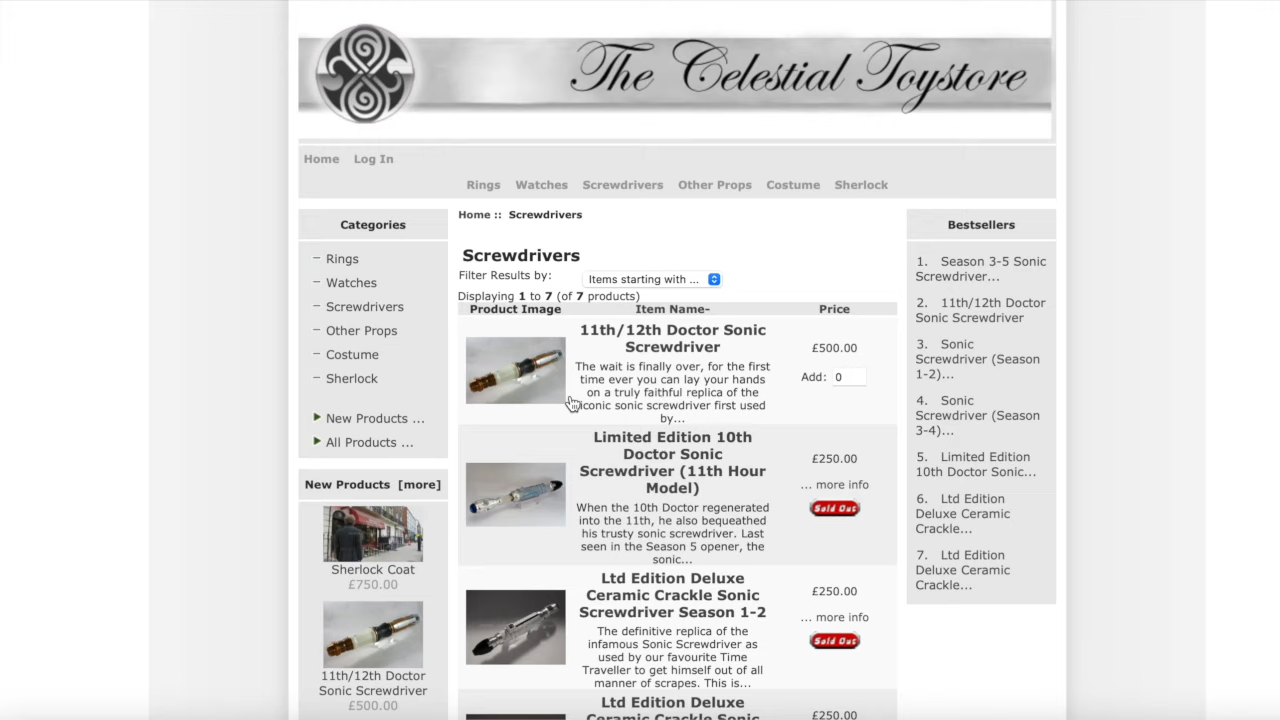 The Celestial Toystore
Home Log In
Rings Watches Screwdrivers Other Props Costume Sherlock
Categories
Rings
Watches
Screwdrivers
Other Props
Costume
Sherlock
New Products ...
All Products ...
New Products [more]
Sherlock Coat
£750.00
11th/12th Doctor
Sonic Screwdriver
£500.00
Home :: Screwdrivers
Screwdrivers
Filter Results by: Items starting with ...
Displaying 1 to 7 (of 7 products)
Product Image Item Name- Price
11th/12th Doctor Sonic
Screwdriver
The wait is finally over, for the first
time ever you can lay your hands
on a truly faithful replica of the
iconic sonic screwdriver first used
by...
£500.00
Add: 0
Limited Edition 10th
Doctor Sonic
Screwdriver (11th Hour
Model)
When the 10th Doctor regenerated
into the 11th, he also bequeathed
his trusty sonic screwdriver. Last
seen in the Season 5 opener, the
sonic...
£250.00
... more info
Sold Out
Ltd Edition Deluxe
Ceramic Crackle Sonic
Screwdriver Season 1-2
The definitive replica of the
infamous Sonic Screwdriver as
used by our favourite Time
Traveller to get himself out of all
manner of scrapes. This is...
£250.00
... more info
Sold Out
Ltd Edition Deluxe
Ceramic Crackle Sonic
£250.00
Bestsellers
1. Season 3-5 Sonic
Screwdriver...
2. 11th/12th Doctor
Sonic Screwdriver
3. Sonic
Screwdriver (Season
1-2)...
4. Sonic
Screwdriver (Season
3-4)...
5. Limited Edition
10th Doctor Sonic...
6. Ltd Edition
Deluxe Ceramic
Crackle...
7. Ltd Edition
Deluxe Ceramic
Crackle...